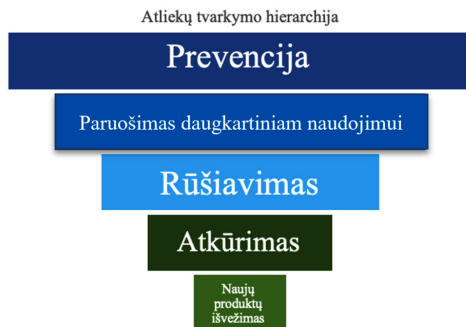 Atliekų tvarkymo hierarchija
Prevencija
Paruošimas daugkartiniam naudojimui
Rūšiavimas
Atkūrimas
Naujų
produktų
išvežimas